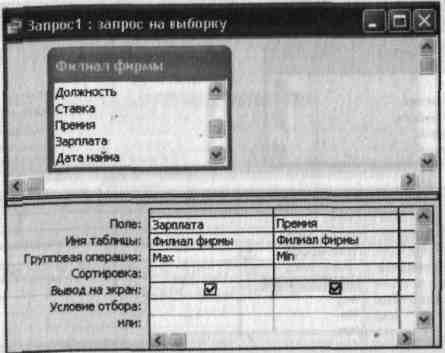 Запрос1 : запрос на выборку
Филиал фирмы
Должность
Ставка
Премия
Зарплата
Дата найма
Поле: Зарплата Премия
Имя таблицы: Филиал фирмы Филиал фирмы
Групповая операция: Max Min
Сортировка:
Вывод на экран:
Условие отбора:
или: